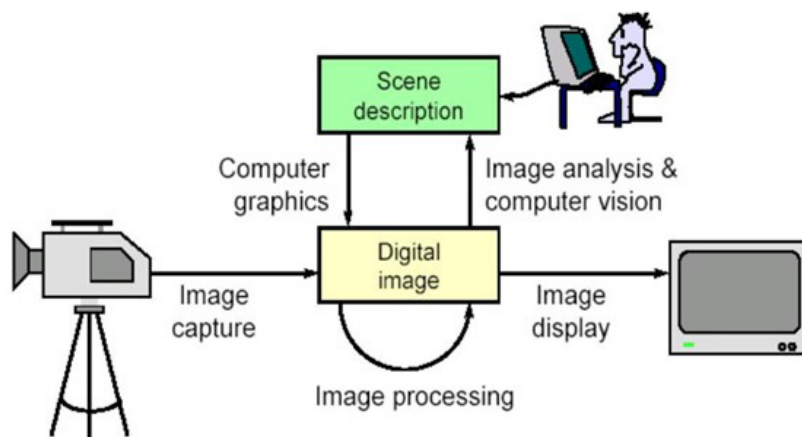 Scene
description
Computer
graphics
Image analysis &
computer vision
Digital
image
Image
capture
Image
display
Image processing